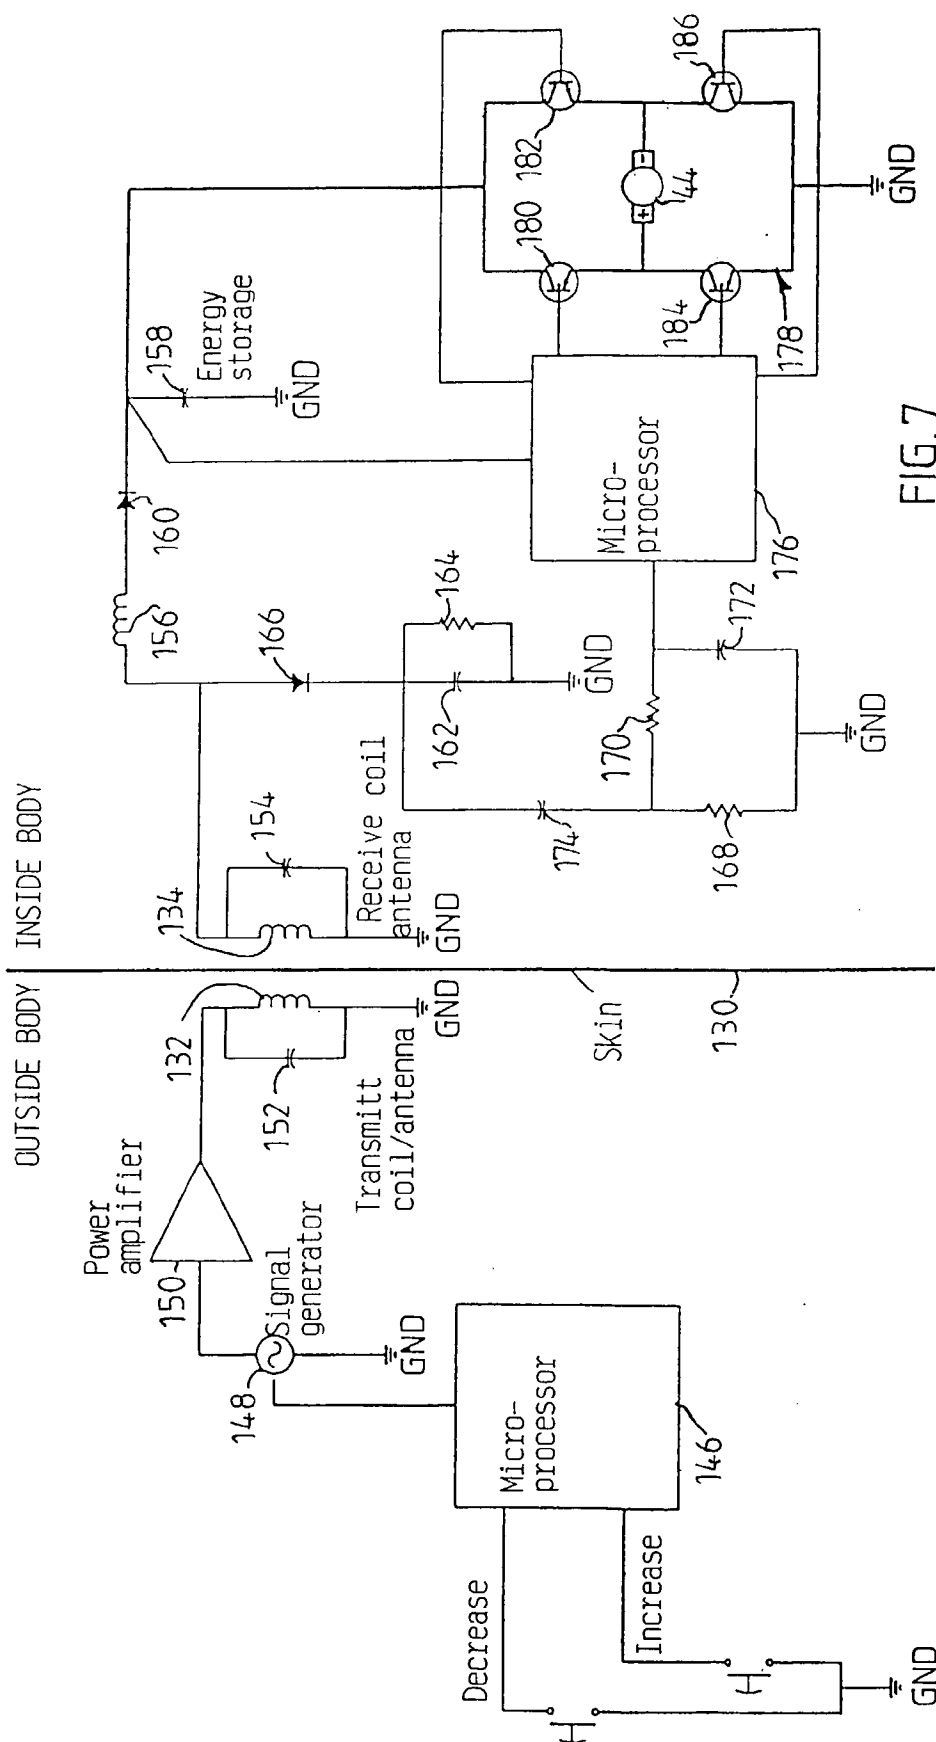 OUTSIDE BODY
INSIDE BODY
Power
amplifier
150
148
Signal
generator
GND
132
152
Transmitt
coil/antenna
GND
Micro-
processor
146
Decrease
Increase
GND
Skin
130
134
154
Receive coil
antenna
GND
156
160
158
Energy
storage
GND
166
164
162
GND
174
170
168
172
GND
Micro-
processor
176
180
182
184
186
+
-
44
178
GND
FIG.7